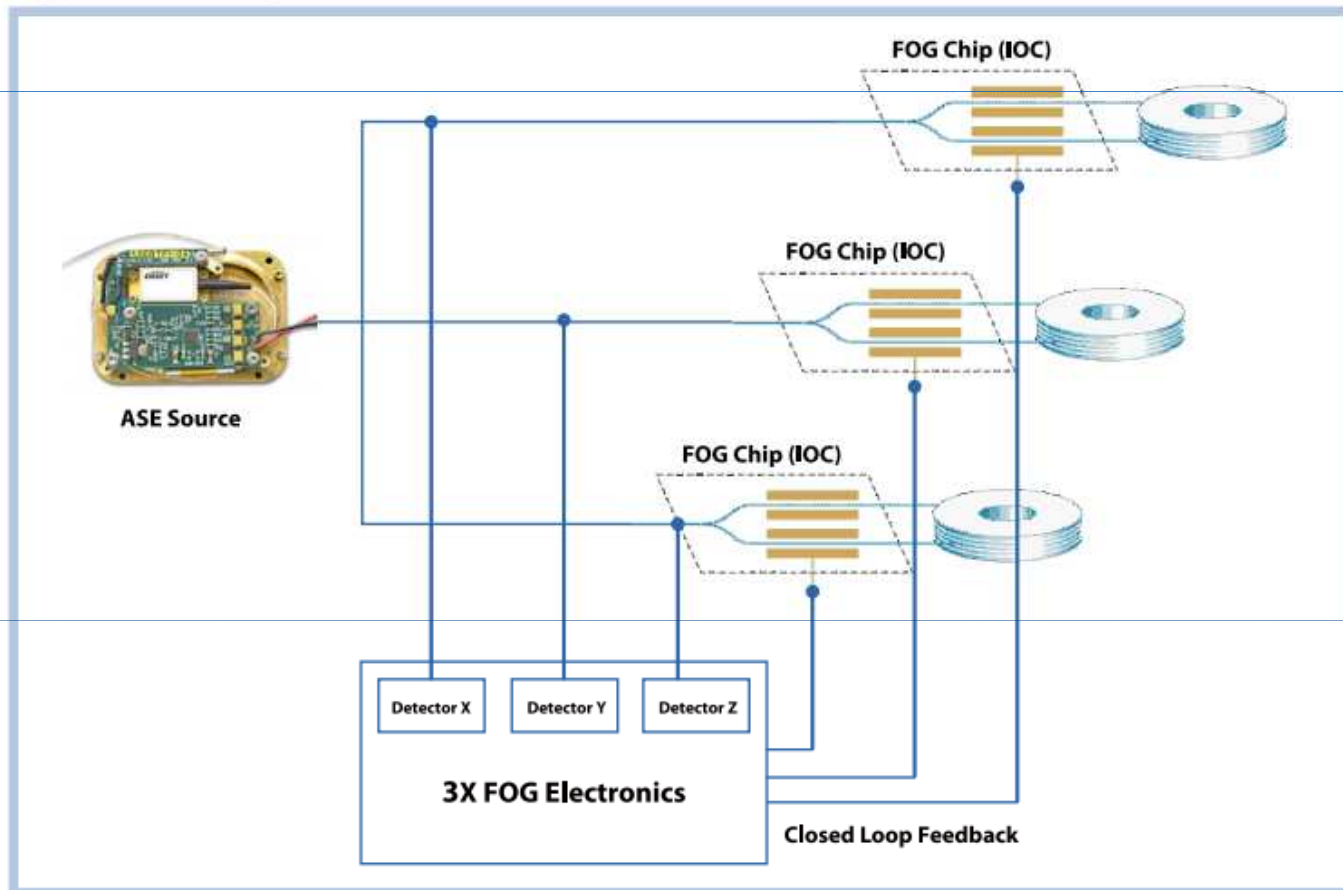 FOG Chip (IOC)
FOG Chip (IOC)
ASE Source
FOG Chip (IOC)
Detector X
Detector Y
Detector Z
3X FOG Electronics
Closed Loop Feedback